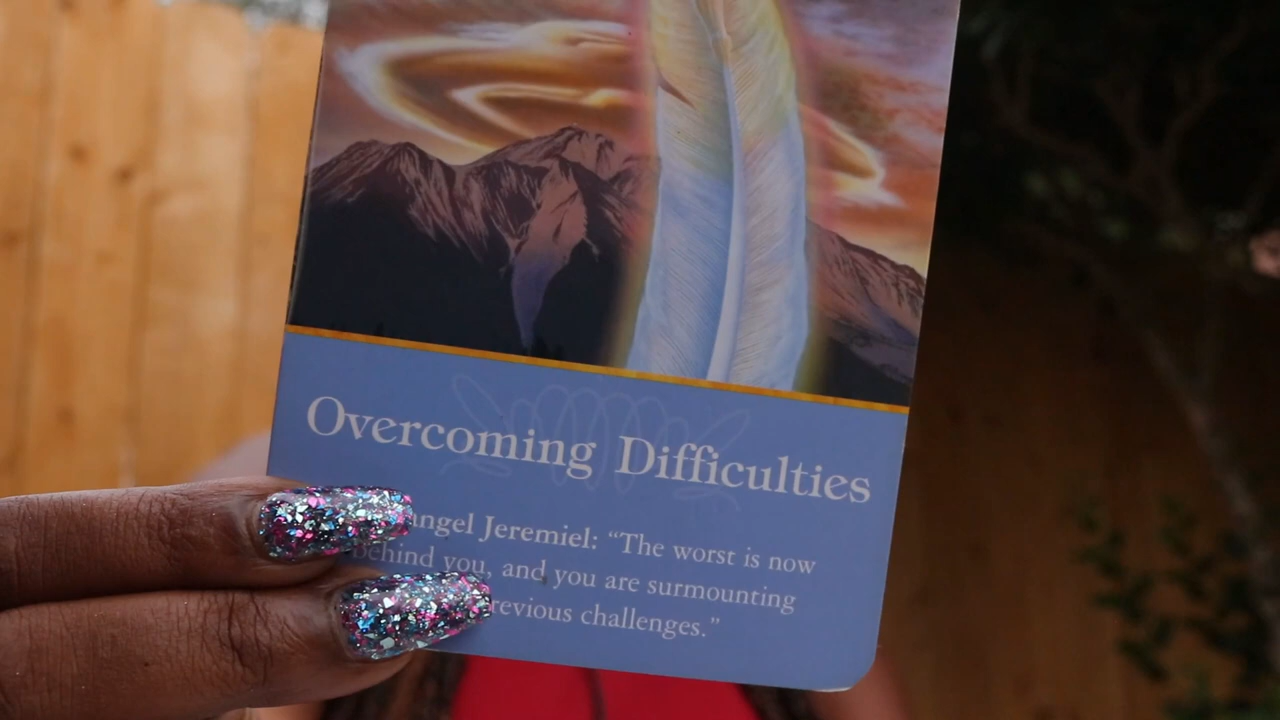 Overcoming Difficulties
angel Jeremiel: “The worst is now
behind you, and you are surmounting
revious challenges.”